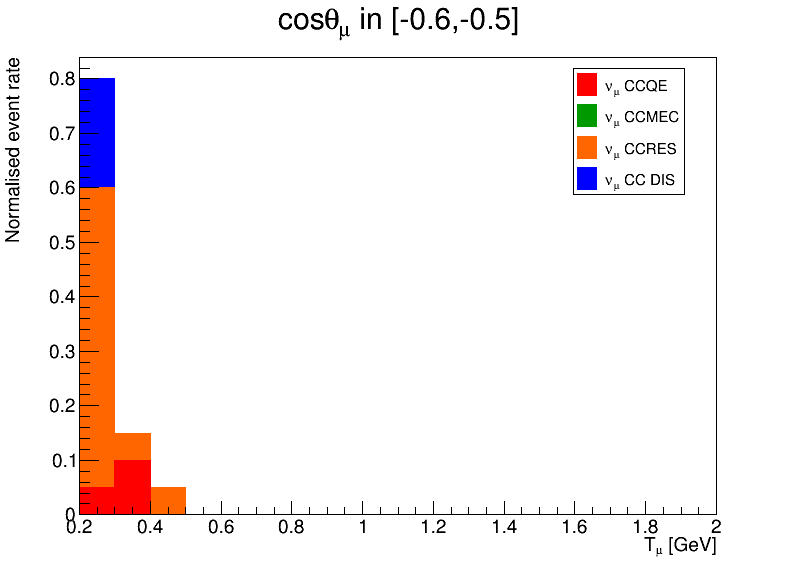 cosθμ in [-0.6,-0.5]
Normalised event rate
νμ CCQE
νμ CCMEC
νμ CCRES
νμ CC DIS
0.8
0.7
0.6
0.5
0.4
0.3
0.2
0.1
0
0.2 0.4 0.6 0.8 1 1.2 1.4 1.6 1.8 2
Tμ [GeV]